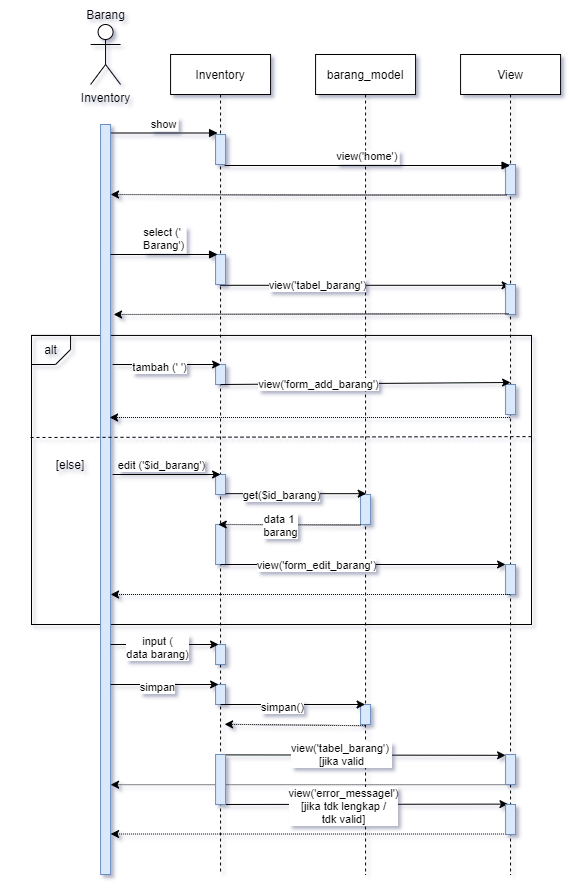 Barang
Inventory
Inventory
barang_model
View
show
view('home')
select ('
Barang')
view('tabel_barang')
alt
tambah (' ')
view('form_add_barang')
[else]
edit ('$id_barang')
get($id_barang)
data 1
barang
view('form_edit_barang')
input (
data barang)
simpan
simpan()
view('tabel_barang')
[jika valid
view('error_messagel')
[jika tdk lengkap /
tdk valid]